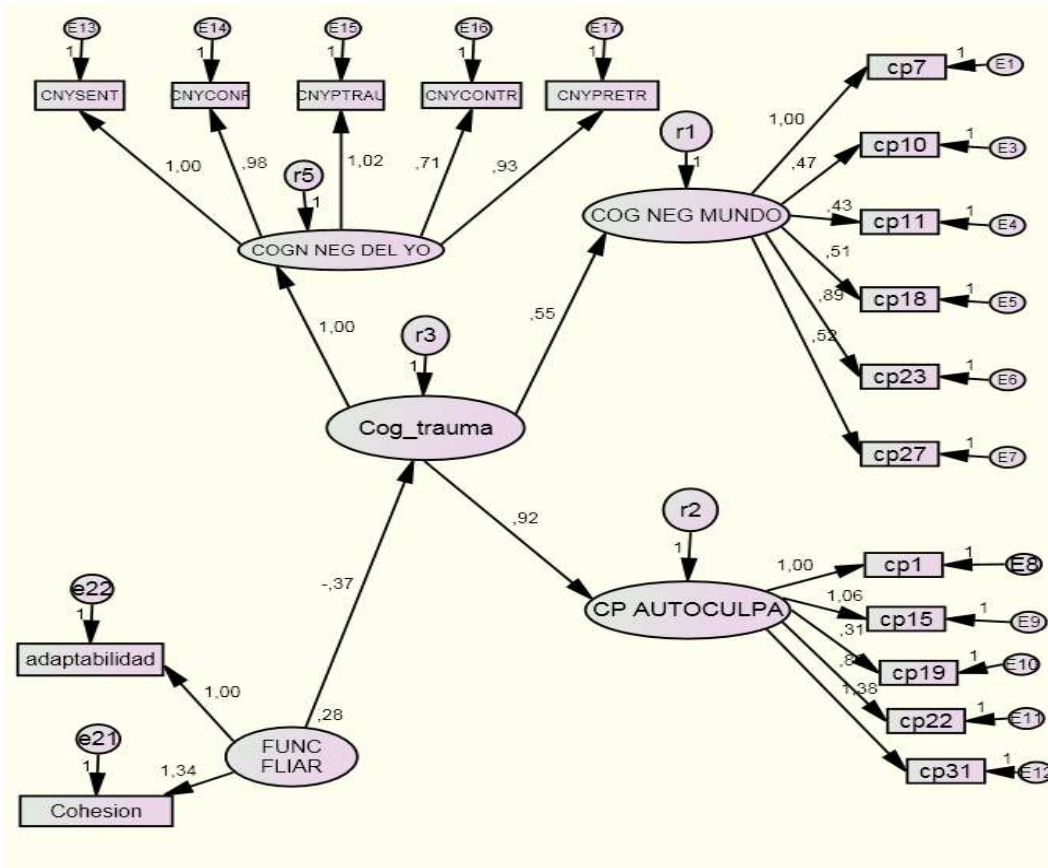 E13
E14
E15
E16
E17
1
1
1
1
1
CNYSENT
CNYCONF
CNYPTRAU
CNYCONTR
CNYPRETR
1,00
,98
1,02
,71
,93
r5
1
COGN NEG DEL YO
r1
1
COG NEG MUNDO
1,00
,47
,43
,51
,89
,52
cp7
1
E1
cp10
1
E3
cp11
1
E4
cp18
1
E5
cp23
1
E6
cp27
1
E7
1,00
,55
r3
1
Cog_trauma
,92
-,37
r2
1
CP AUTOCULPA
1,00
1,06
,31
1,38
cp1
1
E8
cp15
1
E9
cp19
1
E10
cp22
1
E11
cp31
1
E12
e22
1
adaptabilidad
1,00
e21
1
Cohesion
1,34
,28
FUNC
FLIAR